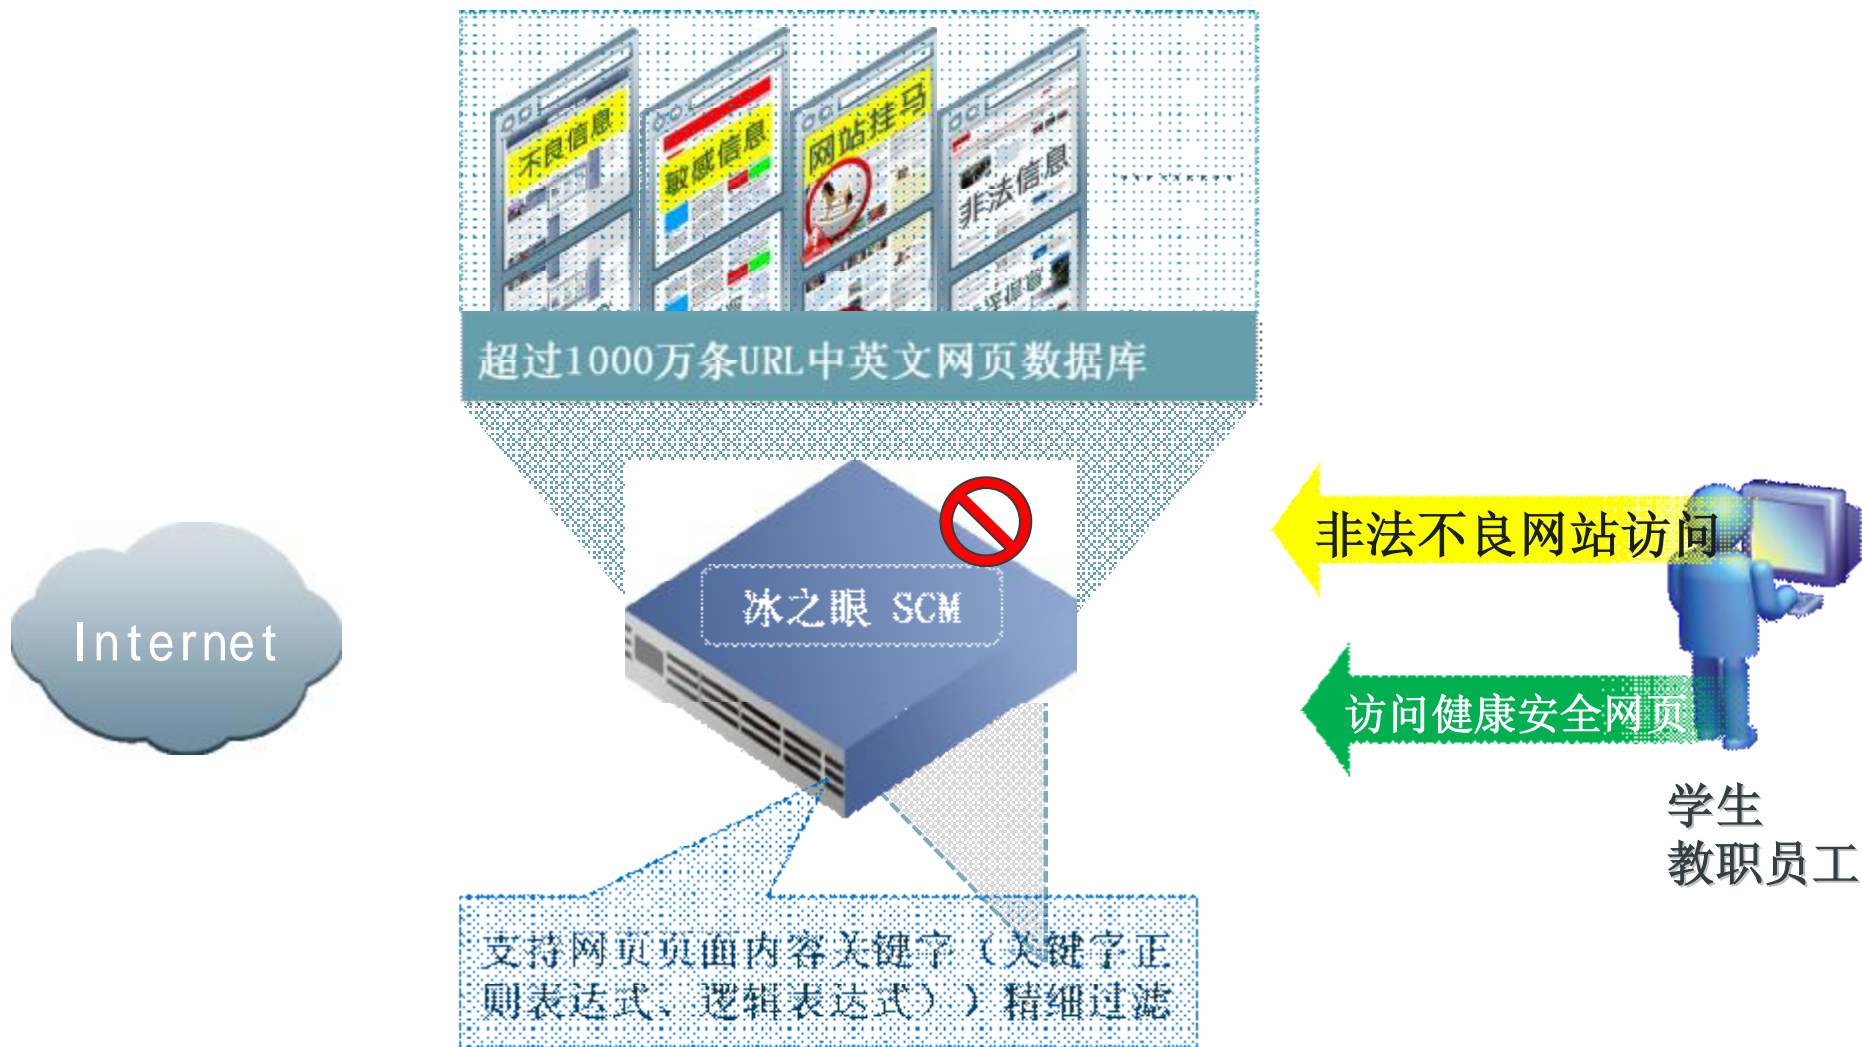 不良信息
敏感信息
网站挂马
非法信息
超过1000万条URL中英文网页数据库
冰之眼 SCM
Internet
非法不良网站访问
访问健康安全网页
学生
教职员工
支持网页页面内容关键字（关键字正
则表达式、逻辑表达式））精细过滤